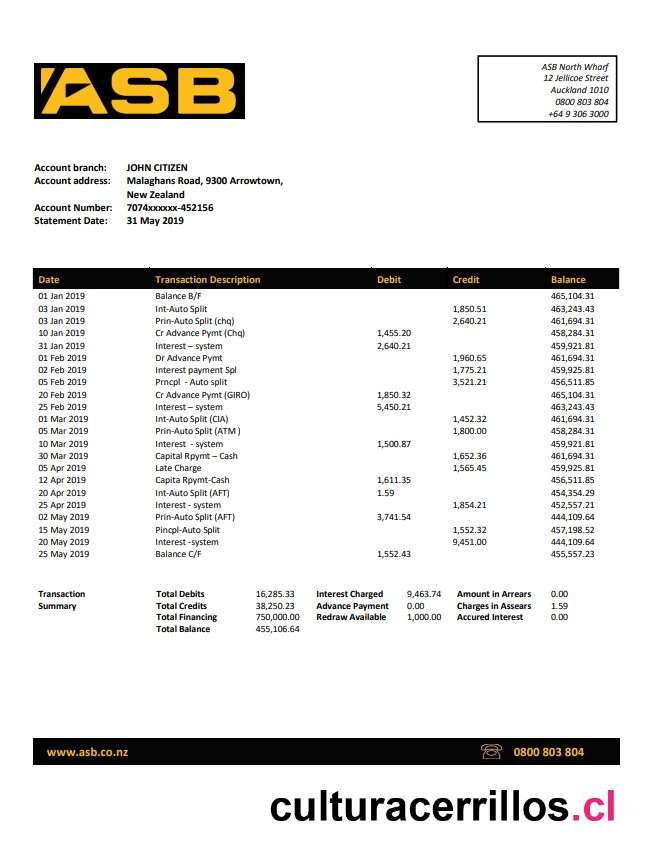 ASB
ASB North Wharf
12 Jellicoe Street
Auckland 1010
0800 803 804
+64 9 306 3000
Account branch: JOHN CITIZEN
Account address: Malaghans Road, 9300 Arrowtown,
New Zealand
Account Number: 7074xxxxxx-452156
Statement Date: 31 May 2019
Date Transaction Description Debit Credit Balance
01 Jan 2019 Balance B/F 465,104.31
03 Jan 2019 Int-Auto Split 1,850.51 463,243.43
03 Jan 2019 Prin-Auto Split (chq) 2,640.21 461,694.31
10 Jan 2019 Cr Advance Pymt (Chq) 1,455.20 458,284.31
31 Jan 2019 Interest – system 2,640.21 459,921.81
01 Feb 2019 Dr Advance Pymt 1,960.65 461,694.31
02 Feb 2019 Interest payment Spl 1,775.21 459,925.81
05 Feb 2019 Prncpl - Auto split 3,521.21 456,511.85
20 Feb 2019 Cr Advance Pymt (GIRO) 1,850.32 465,104.31
25 Feb 2019 Interest – system 5,450.21 463,243.43
01 Mar 2019 Int-Auto Split (CIA) 1,452.32 461,694.31
05 Mar 2019 Prin-Auto Split (ATM ) 1,800.00 458,284.31
10 Mar 2019 Interest - system 1,500.87 459,921.81
30 Mar 2019 Capital Rpymt – Cash 1,652.36 461,694.31
05 Apr 2019 Late Charge 1,565.45 459,925.81
12 Apr 2019 Capita Rpymt-Cash 1,611.35 456,511.85
20 Apr 2019 Int-Auto Split (AFT) 1.59 454,354.29
25 Apr 2019 Interest - system 1,854.21 452,557.21
02 May 2019 Prin-Auto Split (AFT) 3,741.54 444,109.64
15 May 2019 Pincpl-Auto Split 1,552.32 457,198.52
20 May 2019 Interest -system 9,451.00 444,109.64
25 May 2019 Balance C/F 1,552.43 455,557.23
Transaction Total Debits 16,285.33 Interest Charged 9,463.74 Amount in Arrears 0.00
Summary Total Credits 38,250.23 Advance Payment 0.00 Charges in Assears 1.59
Total Financing 750,000.00 Redraw Available 1,000.00 Accured Interest 0.00
Total Balance 455,106.64
www.asb.co.nz 0800 803 804
culturacerrillos.cl